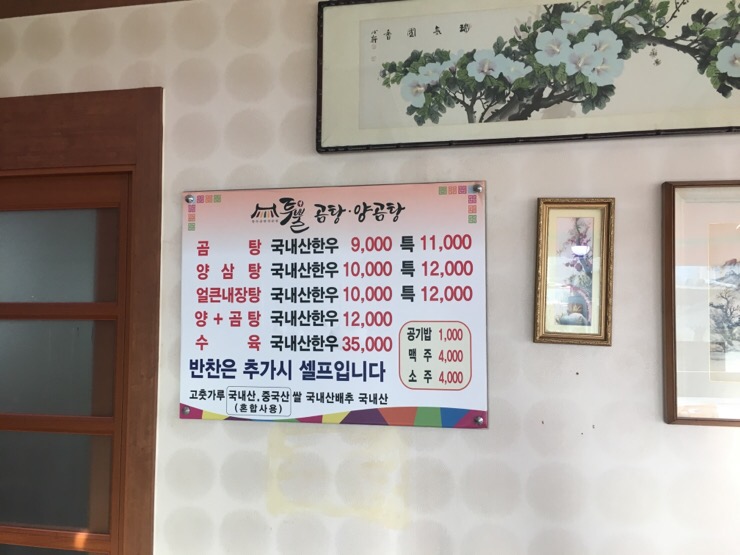 뜰 곰탕·양곰탕
곰탕 국내산한우 9,000 특 11,000
양삼탕 국내산한우 10,000 특 12,000
얼큰내장탕 국내산한우 10,000 특 12,000
양+곰탕 국내산한우 12,000
수육 국내산한우 35,000
공기밥 1,000
맥주 4,000
소주 4,000
반찬은 추가시 셀프입니다
고춧가루 국내산, 중국산 쌀 국내산배추 국내산
(혼합사용)